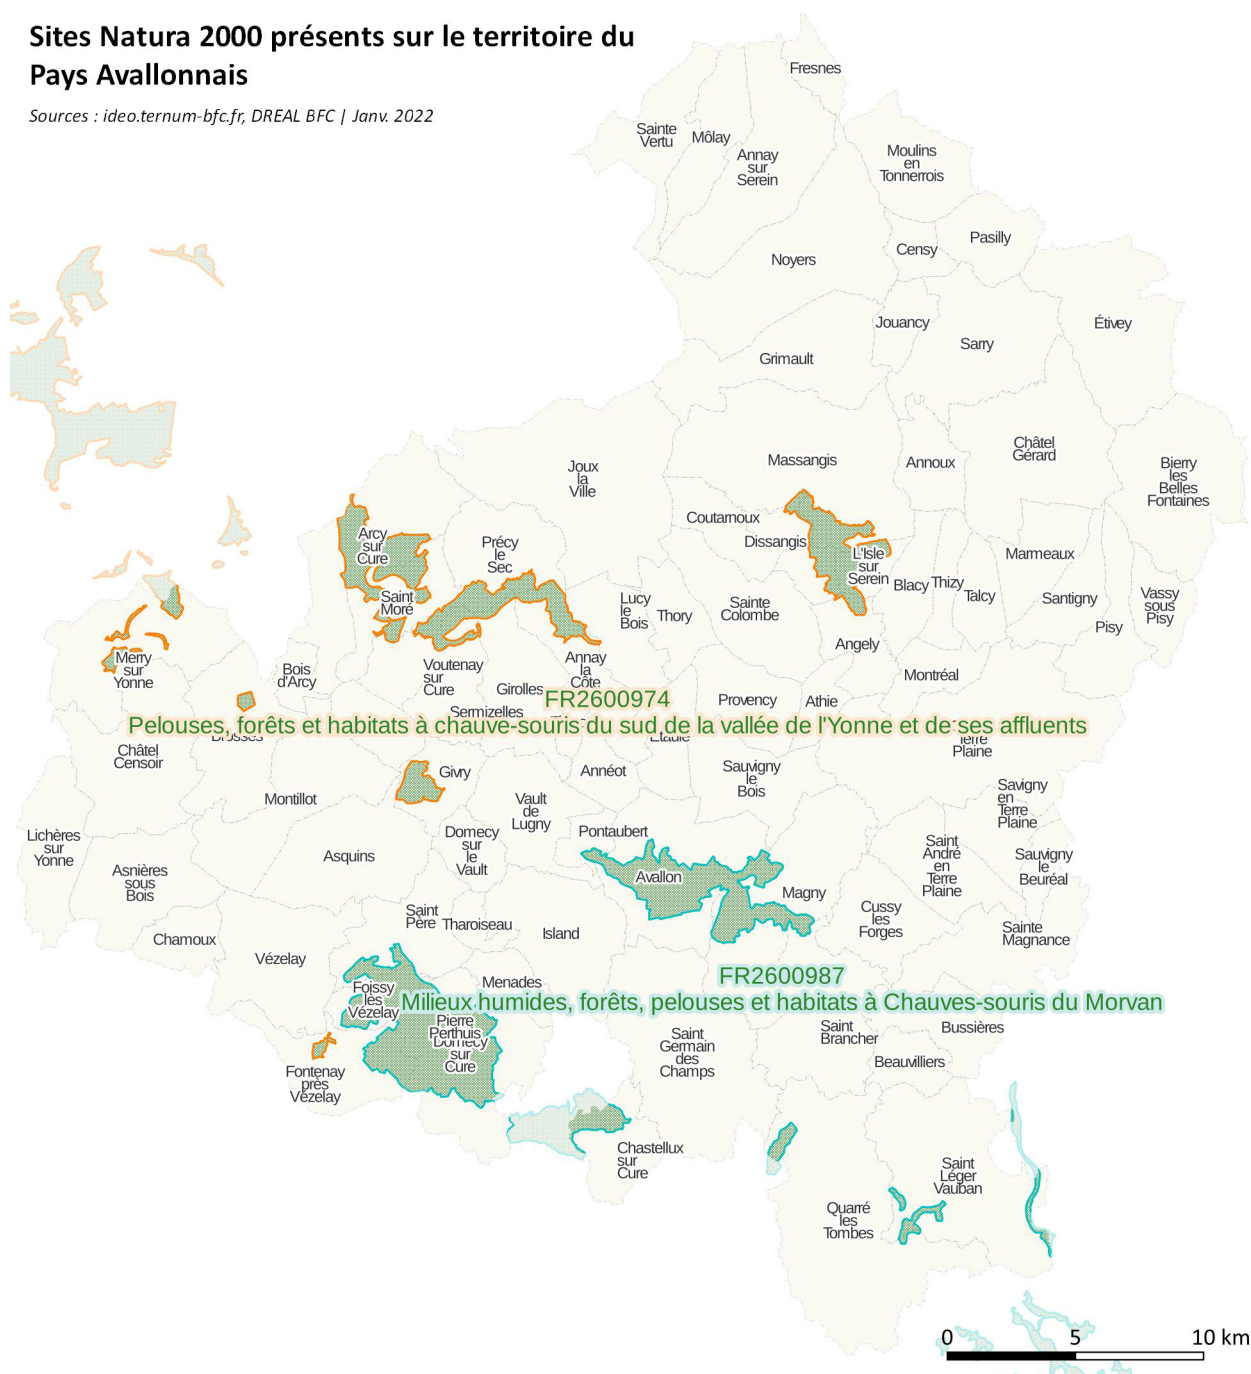 Sites Natura 2000 présents sur le territoire du
Pays Avallonnais
Sources : ideo.ternum-bfc.fr, DREAL BFC | Janv. 2022
Fresnes
Sainte
Vertu
Môlay
Annay
sur
Serein
Moulins
en
Tonnerrois
Noyers
Censy
Pasilly
Jouancy
Étivey
Grimault
Sarry
Joux
la
Ville
Massangis
Annoux
Châtel
Gérard
Bierry
les
Belles
Fontaines
Coutarnoux
Dissangis
Arcy
sur
Cure
Précy
le
Sec
L'Isle
sur
Serein
Marmeaux
Blacy
Thizy
Talcy
Santigny
Vassy
sous
Pisy
Pisy
Saint
Moré
Lucy
le
Bois
Thory
Sainte
Colombe
Angely
Merry
sur
Yonne
Bois
d'Arcy
Voutenay
sur
Cure
Annay
la
Côte
Girolles
Montréal
Provency
Athie
FR2600974
Sermizelles
Pelouses, forêts et habitats à chauve-souris du sud de la vallée de l'Yonne et de ses affluents
Brosses
Étaule
Terre
Plaine
Châtel
Censoir
Givry
Annéot
Sauvigny
le
Bois
Montillot
Vault
de
Lugny
Savigny
en
Terre
Plaine
Lichères
sur
Yonne
Asquins
Domecy
sur
le
Vault
Pontaubert
Asnières
sous
Bois
Avallon
Magny
Saint
André
en
Terre
Plaine
Sauvigny
le
Beuréal
Saint
Père
Tharoiseau
Island
Cussy
les
Forges
Sainte
Magnance
Chamoux
Vézelay
FR2600987
Menades
Foissy
lès
Vézelay
Milieux humides, forêts, pelouses et habitats à Chauves-souris du Morvan
Pierre
Perthuis
Domecy
sur
Cure
Saint
Germain
des
Champs
Saint
Brancher
Bussières
Beauvilliers
Fontenay
près
Vézelay
Chastellux
sur
Cure
Saint
Léger
Vauban
Quarré
les
Tombes
0 5 10 km